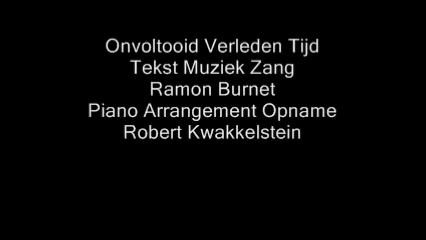 Onvoltooid Verleden Tijd
Tekst Muziek Zang
Ramon Burnet
Piano Arrangement Opname
Robert Kwakkelstein